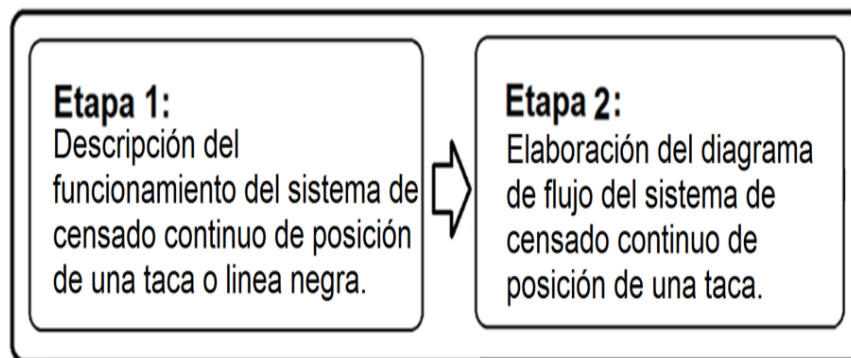 Etapa 1:
Descripción del
funcionamiento del sistema de
censado continuo de posición
de una taca o linea negra.
Etapa 2:
Elaboración del diagrama
de flujo del sistema de
censado continuo de
posición de una taca.